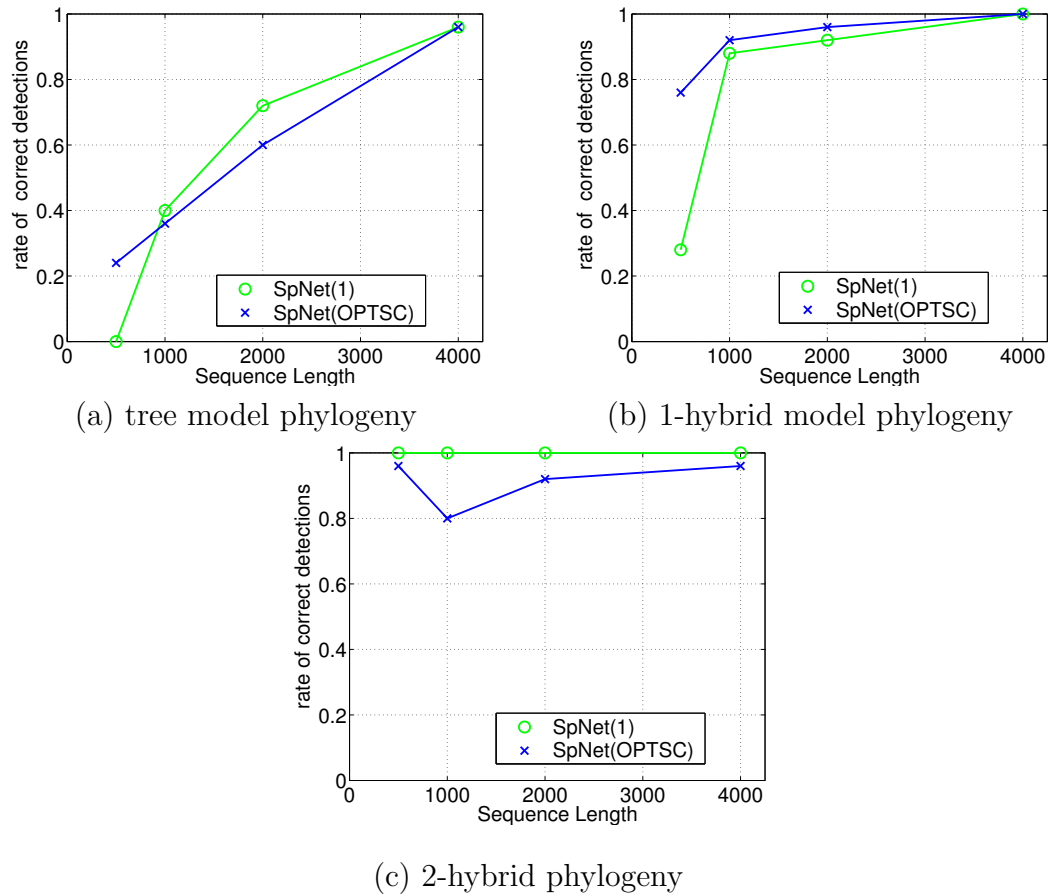 1
0.8
0.6
0.4
0.2
0
rate of correct detections
0 1000 2000 3000 4000
Sequence Length
SpNet(1)
SpNet(OPTSC)
(a) tree model phylogeny
1
0.8
0.6
0.4
0.2
0
rate of correct detections
0 1000 2000 3000 4000
Sequence Length
SpNet(1)
SpNet(OPTSC)
(b) 1-hybrid model phylogeny
1
0.8
0.6
0.4
0.2
0
rate of correct detections
0 1000 2000 3000 4000
Sequence Length
SpNet(1)
SpNet(OPTSC)
(c) 2-hybrid phylogeny